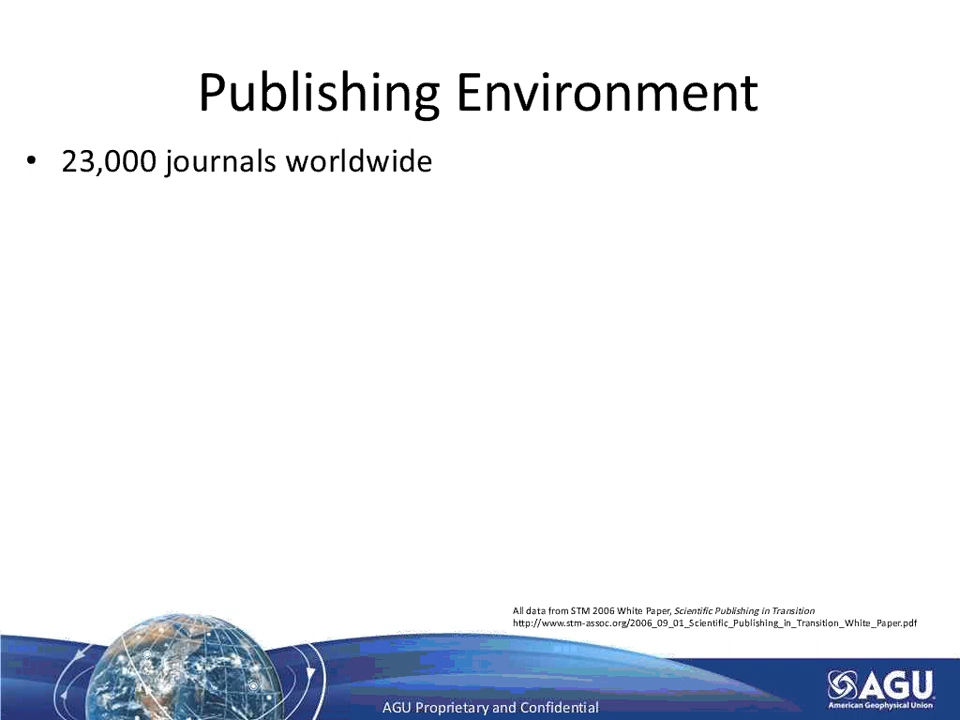 Publishing Environment
• 23,000 journals worldwide
All data from STM 2006 White Paper, Scientific Publishing in Transition
http://www.stm-assoc.org/2006_09_01_Scientific_Publishing_in_Transition_White_Paper.pdf
AGU
American Geophysical Union
AGU Proprietary and Confidential